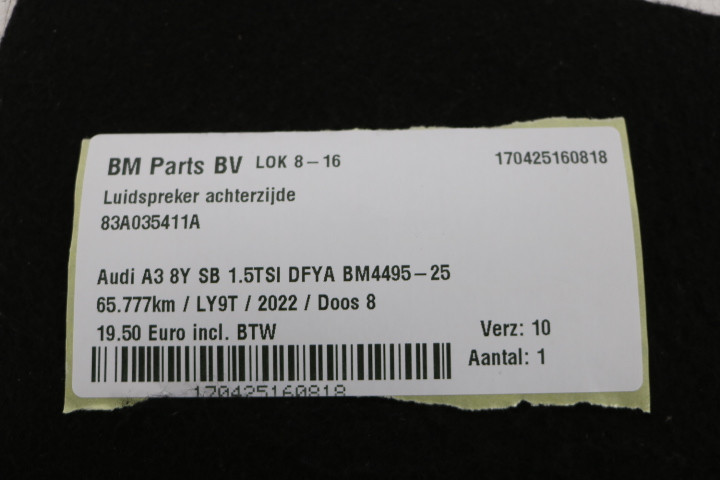 BM Parts BV LOK 8-16 170425160818
Luidspreker achterzijde
83A035411A
Audi A3 8Y SB 1.5TSI DFYA BM4495-25
65.777km / LY9T / 2022 / Doos 8
19.50 Euro incl. BTW Verz: 10
Aantal: 1
170425160818